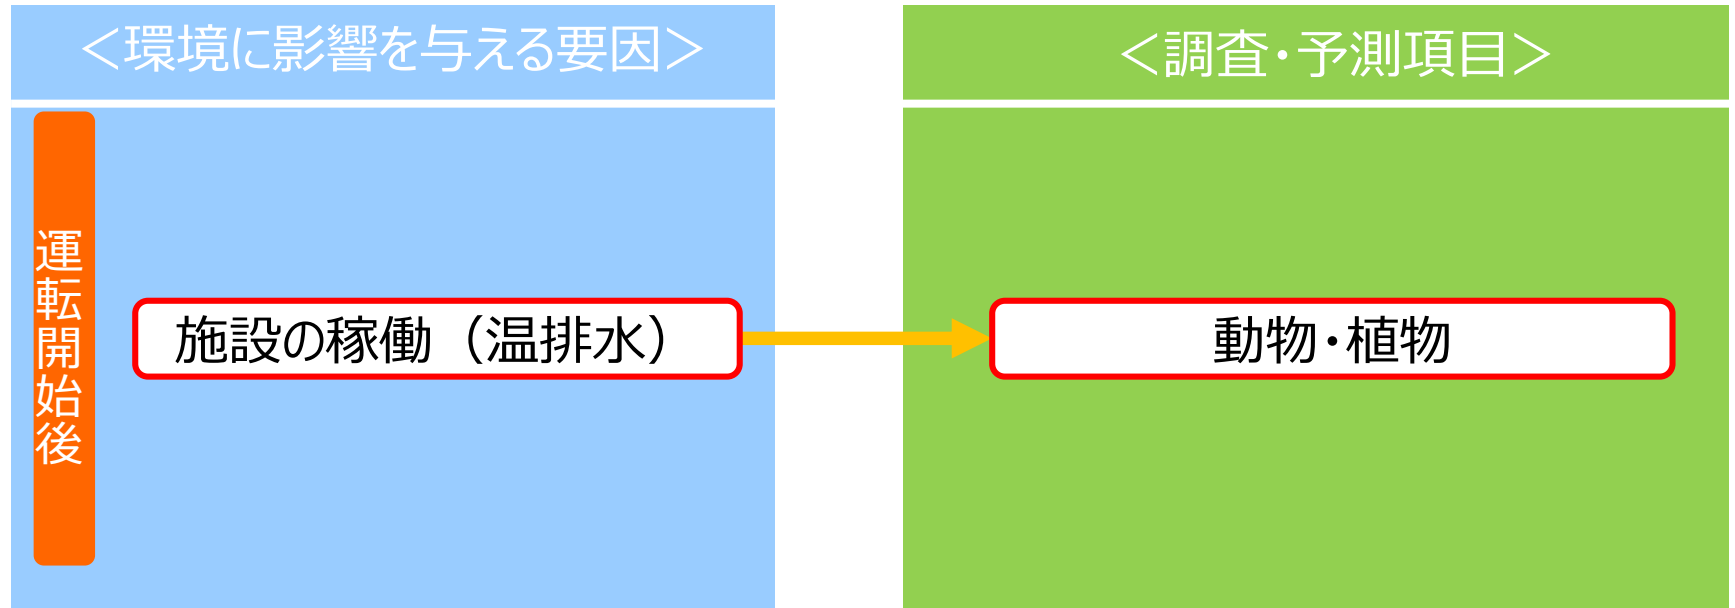 ＜環境に影響を与える要因＞
＜調査・予測項目＞
運転開始後
施設の稼働（温排水）
動物・植物